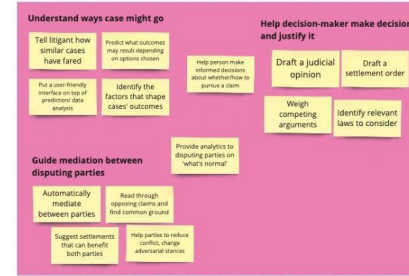 Understand ways case might go
Tell litigant how
similar cases
have fared
Predict what outcomes
may result depending
on options chosen
Put a user-friendly
interface on top of
prediction/ data
analysis
Identify the
factors that shape
cases' outcomes
Help person make
informed decisions
about whether/how to
pursue a claim
Provide analytics to
disputing parties on
'what's normal'
Guide mediation between
disputing parties
Automatically
mediate
between parties
Read through
opposing claims and
find common ground
Suggest settlements
that can benefit
both parties
Help parties to reduce
conflict, change
adversarial stances
Help decision-maker make decision
and justify it
Draft a judicial
opinion
Draft a
settlement order
Weigh
competing
arguments
Identify relevant
laws to consider